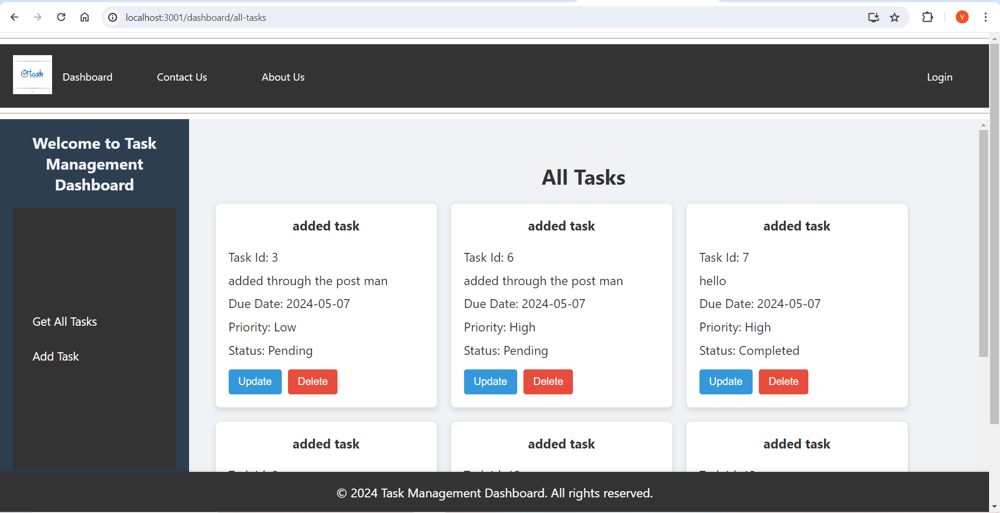 localhost:3001/dashboard/all-tasks
V
task
Dashboard
Contact Us
About Us
Login
Welcome to Task
Management
Dashboard
Get All Tasks
Add Task
All Tasks
added task
Task Id: 3
added through the post man
Due Date: 2024-05-07
Priority: Low
Status: Pending
Update
Delete
added task
Task Id: 6
added through the post man
Due Date: 2024-05-07
Priority: High
Status: Pending
Update
Delete
added task
Task Id: 7
hello
Due Date: 2024-05-07
Priority: High
Status: Completed
Update
Delete
added task
added task
added task
© 2024 Task Management Dashboard. All rights reserved.